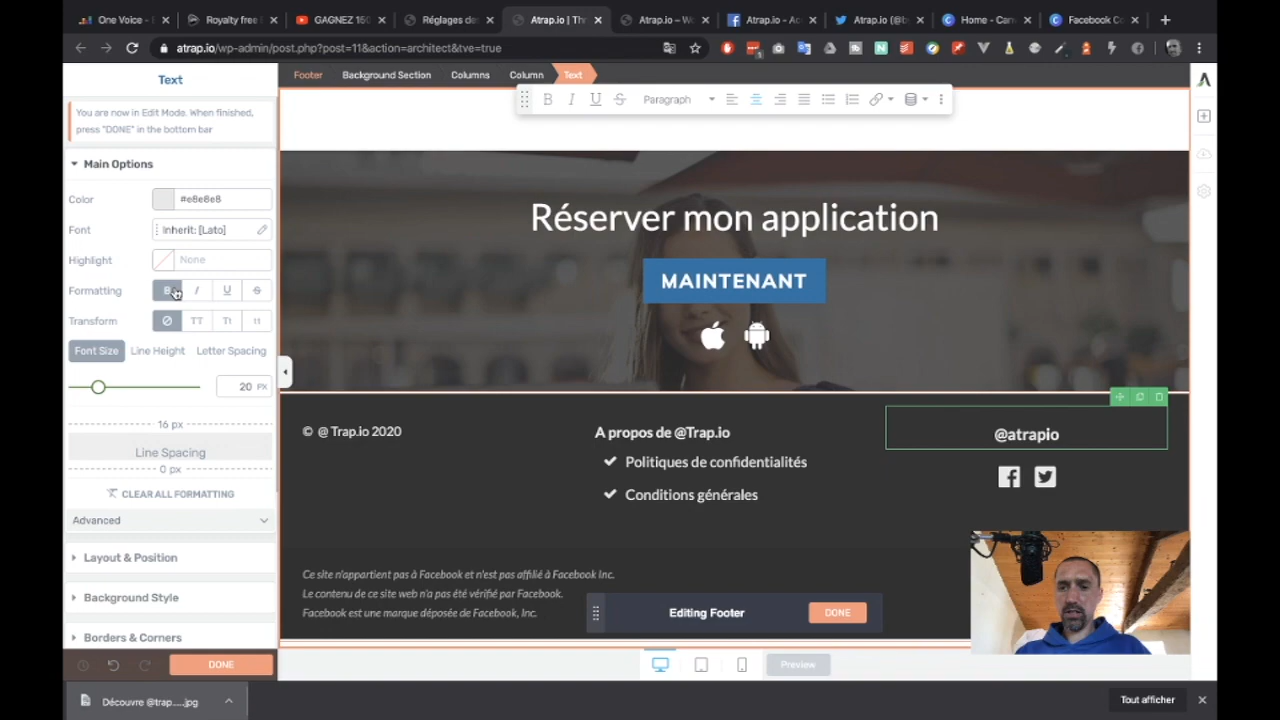 One Voice -
Royalty free
GAGNEZ 150
Réglages de
Atrap.io | Th
Atrap.io – W
Atrap.io - Ac
Atrap.io (@
Home - Can
Facebook Co
atrap.io/wp-admin/post.php?post=11&action=architect&tve=true
Text
Footer
Background Section
Columns
Column
Text
You are now in Edit Mode. When finished,
press "DONE" in the bottom bar
B I U S Paragraph
Main Options
Color #e8e8e8
Font Inherit: [Lato]
Highlight None
Formatting B I U S
Transform TT Tt tt
Font Size Line Height Letter Spacing
20 PX
16 px
Line Spacing
0 px
CLEAR ALL FORMATTING
Advanced
Layout & Position
Background Style
Borders & Corners
DONE
Réserver mon application
MAINTENANT
© @Trap.io 2020
A propos de @Trap.io
Politiques de confidentialités
Conditions générales
@atrapio
Ce site n'appartient pas à Facebook et n'est pas affilié à Facebook Inc.
Le contenu de ce site web n'a pas été vérifié par Facebook.
Facebook est une marque déposée de Facebook, Inc.
Editing Footer
DONE
Preview
Découvre @trap.....jpg
Tout afficher